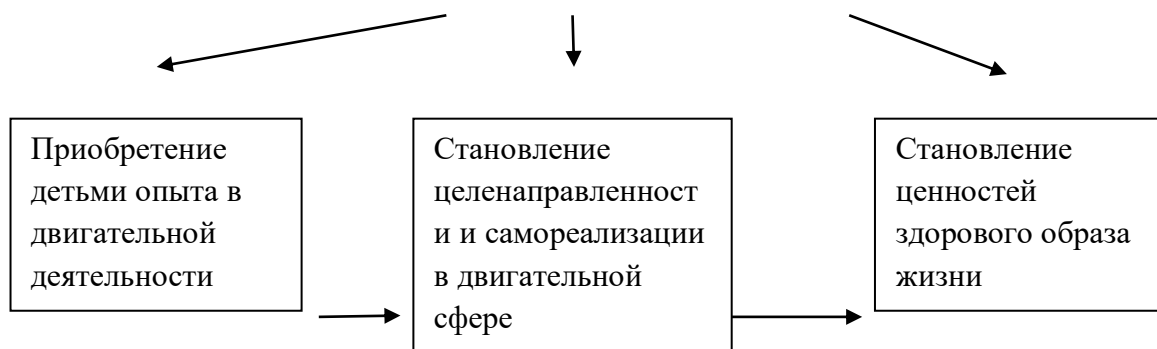 Приобретение
детьми опыта в
двигательной
деятельности
Становление
целенаправленност
и и самореализации
в двигательной
сфере
Становление
ценностей
здорового образа
жизни